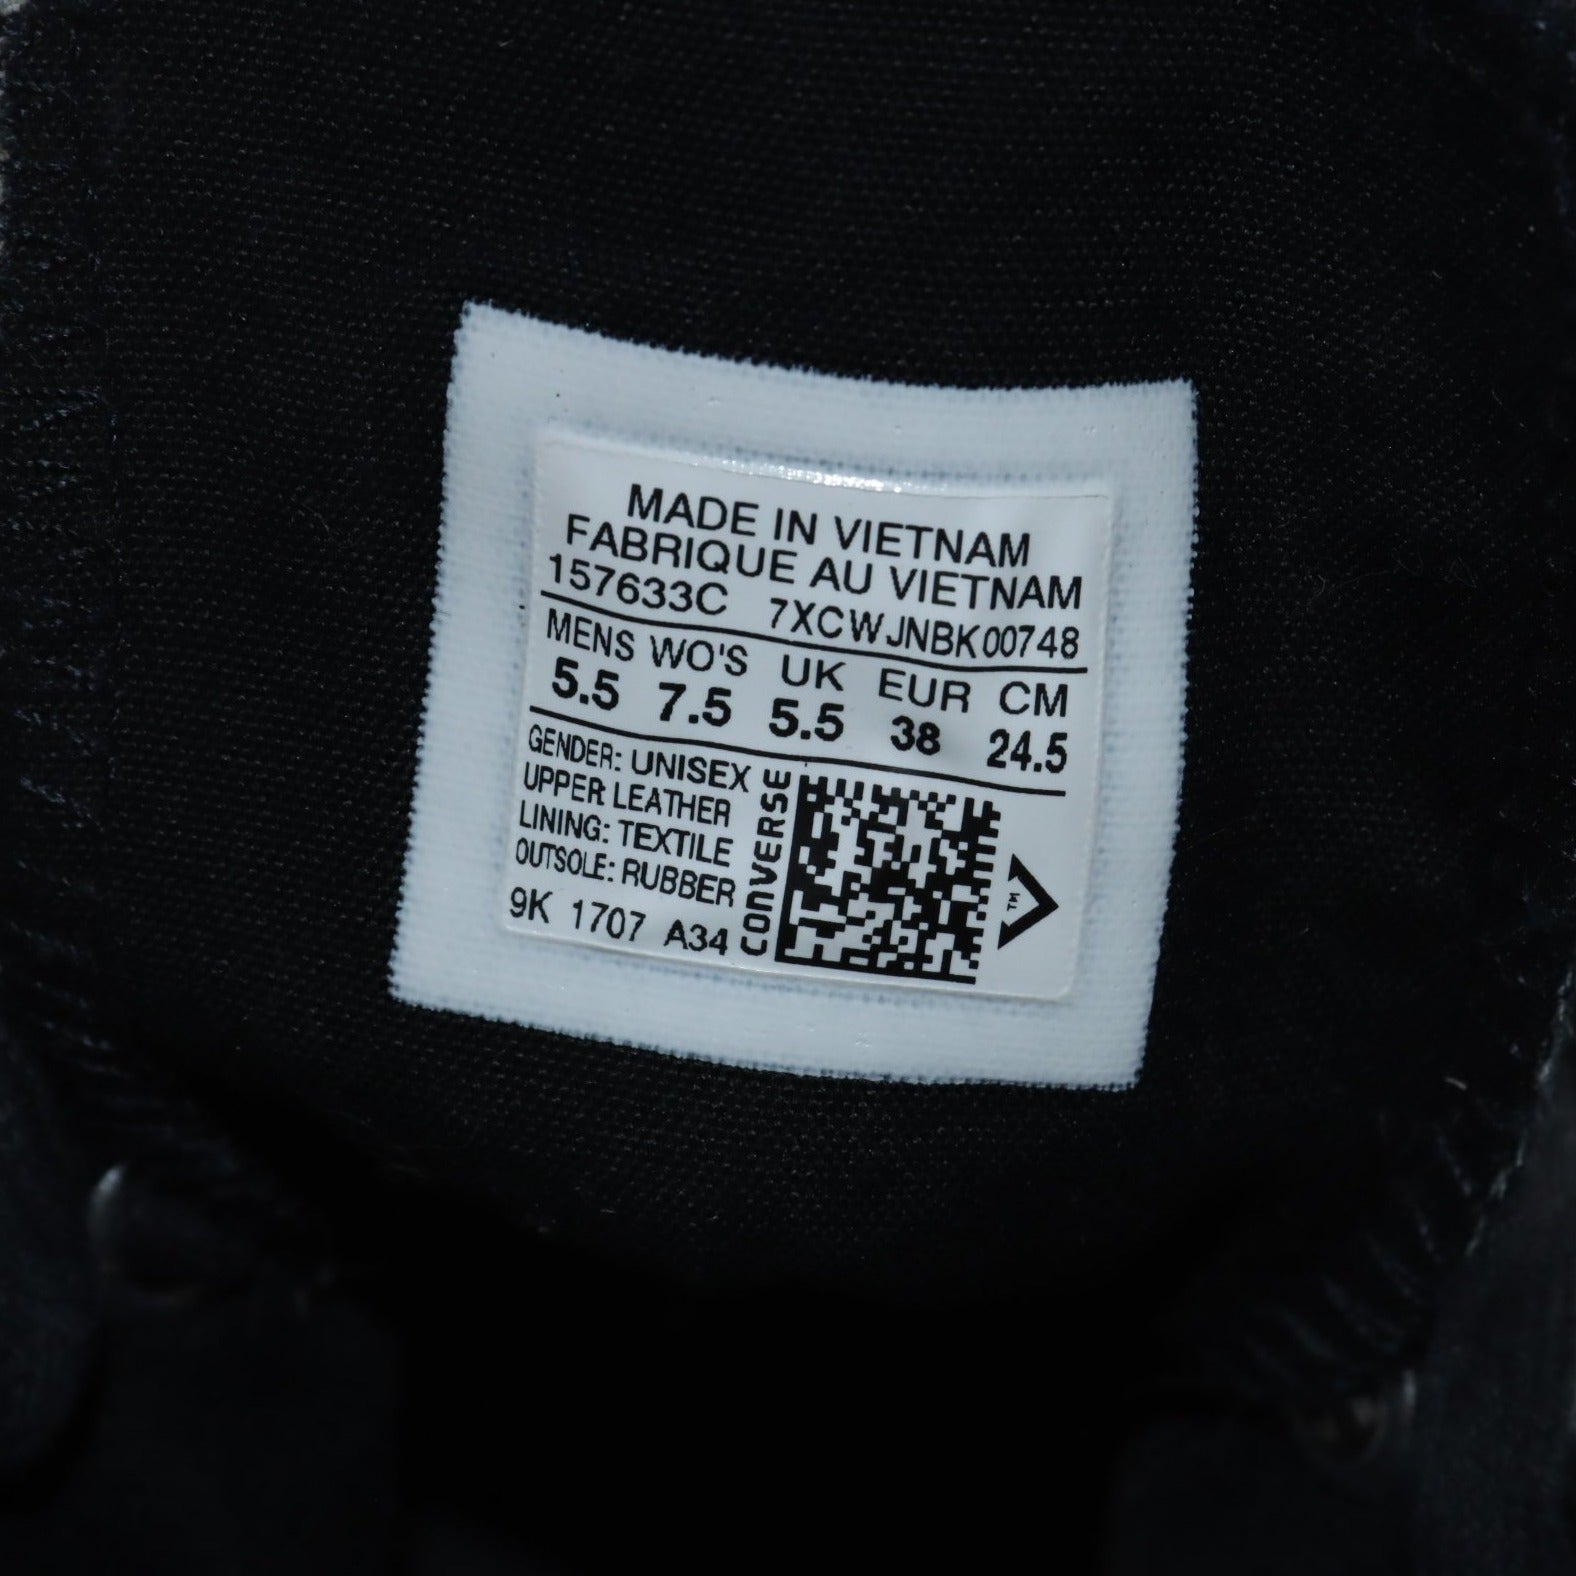 MADE IN VIETNAM
FABRIQUE AU VIETNAM
157633C 7XCWJNBK00748
MENS WO'S UK EUR CM
5.5 7.5 5.5 38 24.5
GENDER: UNISEX
UPPER LEATHER
LINING: TEXTILE
OUTSOLE: RUBBER
9K 1707 A34
CONVERSE
TM